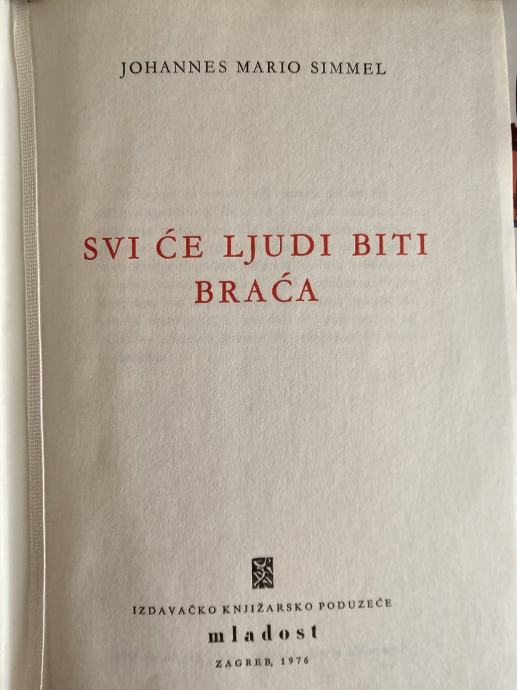 JOHANNES MARIO SIMMEL
SVI ĆE LJUDI BITI
BRAĆA
IZDAVAČKO KNJIŽARSKO PODUZEĆE
mladost
ZAGREB, 1976